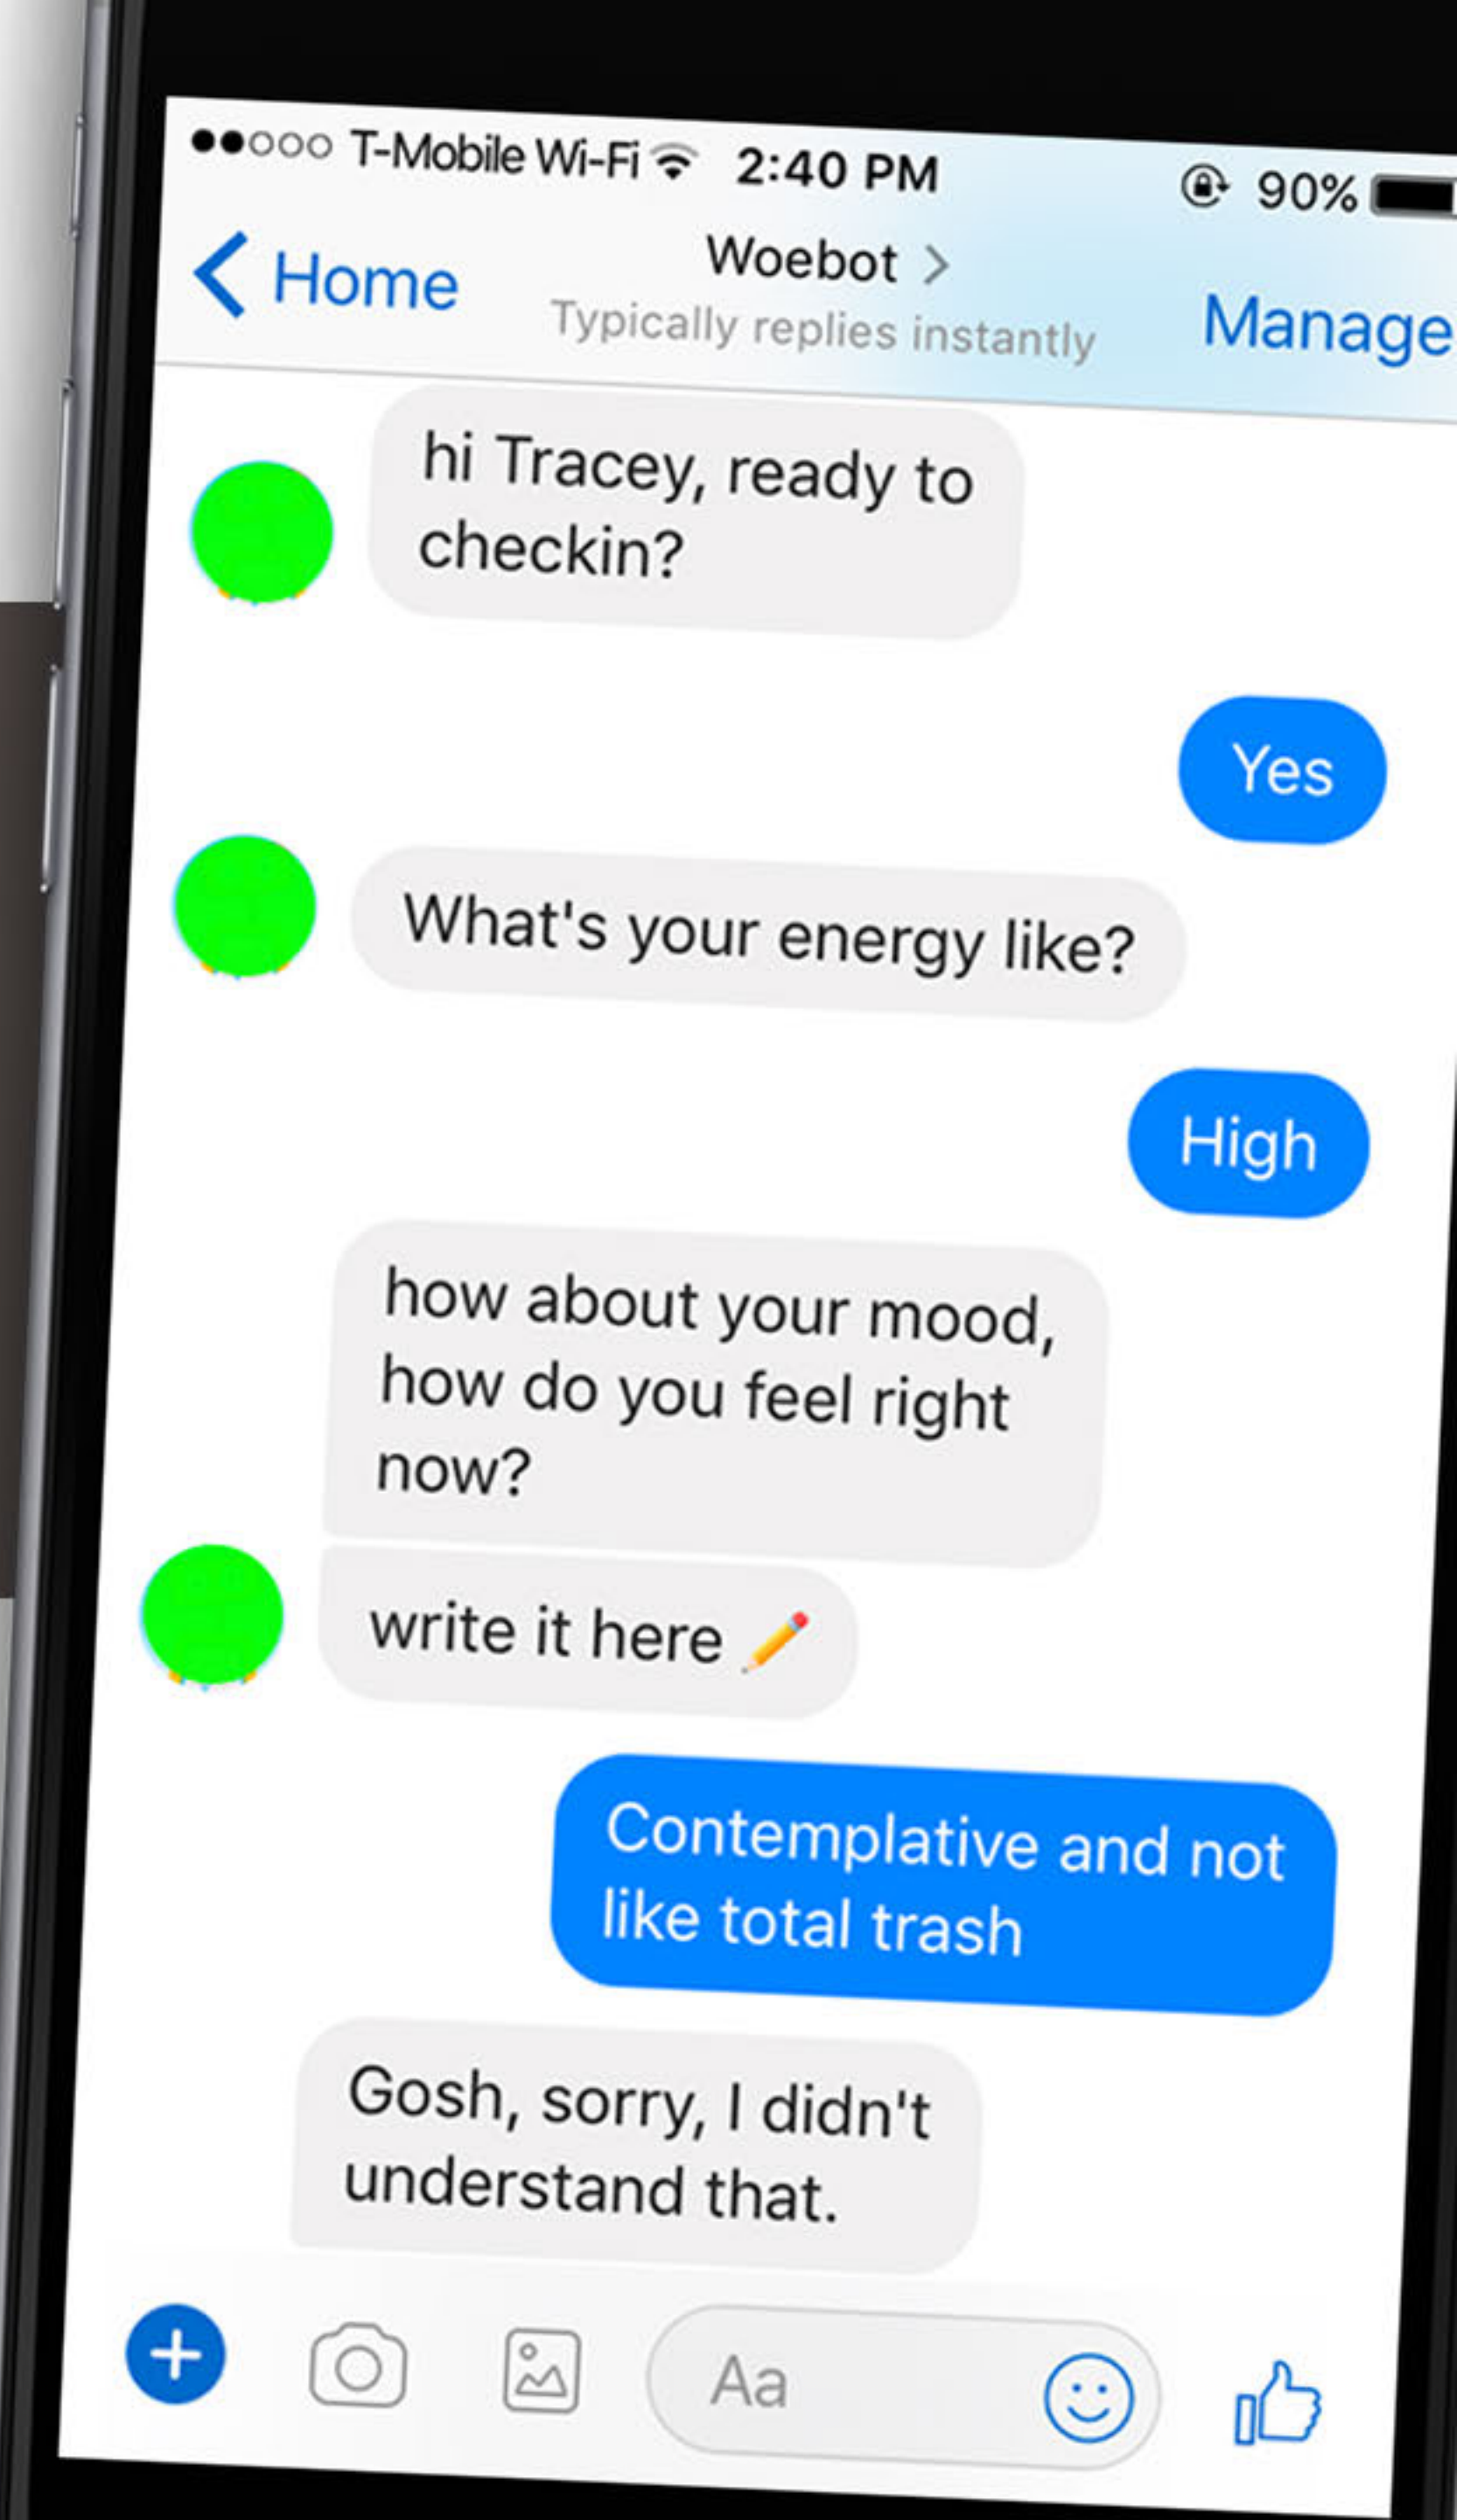 T-Mobile Wi-Fi 2:40 PM 90%
Home Woebot > Manage
Typically replies instantly
hi Tracey, ready to
checkin?
Yes
What's your energy like?
High
how about your mood,
how do you feel right
now?
write it here ✏️
Contemplative and not
like total trash
Gosh, sorry, I didn't
understand that.
Aa